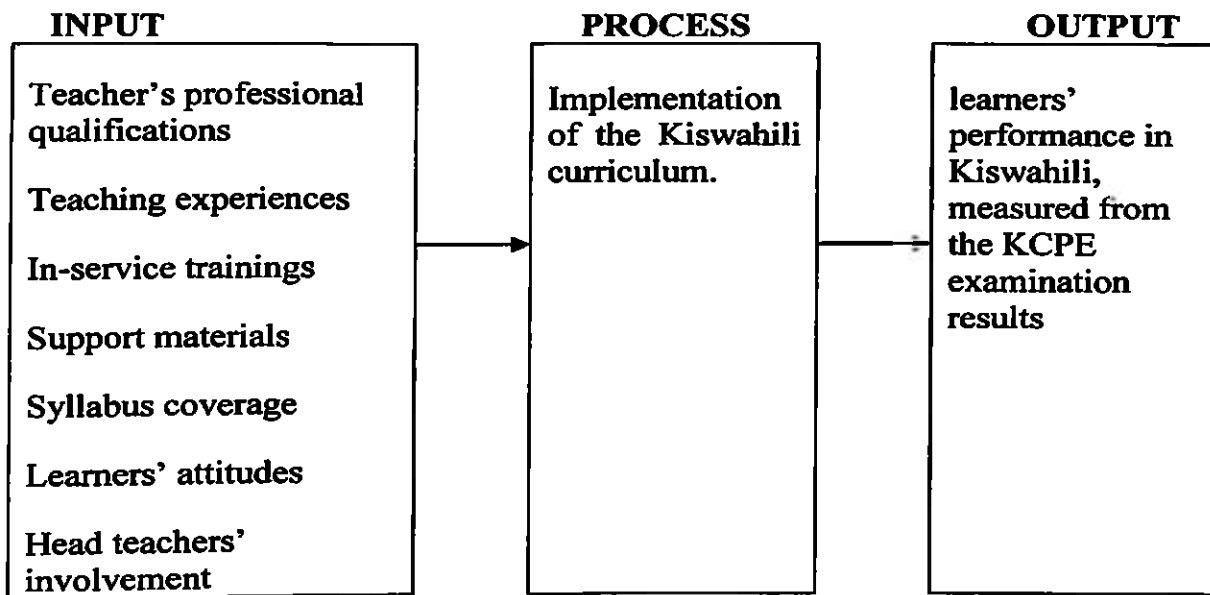 INPUT
Teacher's professional
qualifications
Teaching experiences
In-service trainings
Support materials
Syllabus coverage
Learners' attitudes
Head teachers'
involvement
PROCESS
Implementation
of the Kiswahili
curriculum.
OUTPUT
learners'
performance in
Kiswahili,
measured from
the KCPE
examination
results